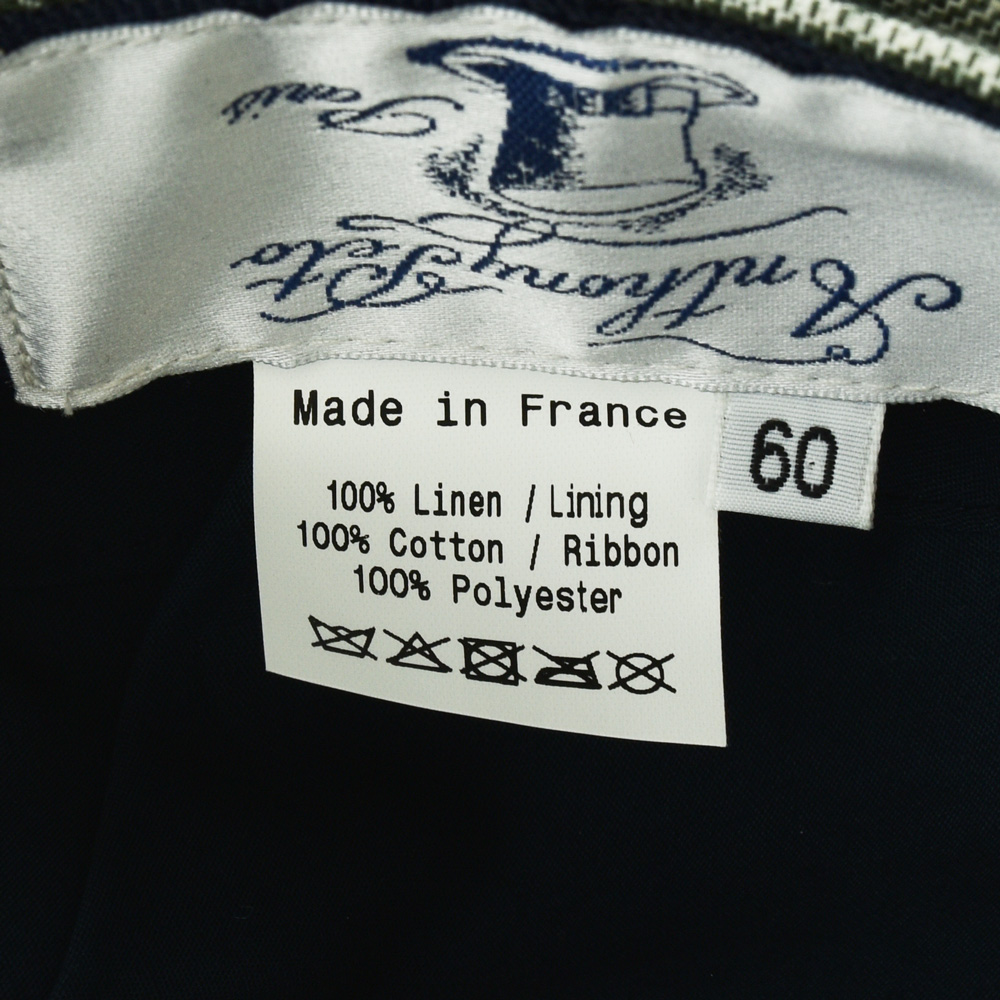 Anthony Peto
Paris
Made in France
60
100% Linen / Lining
100% Cotton / Ribbon
100% Polyester